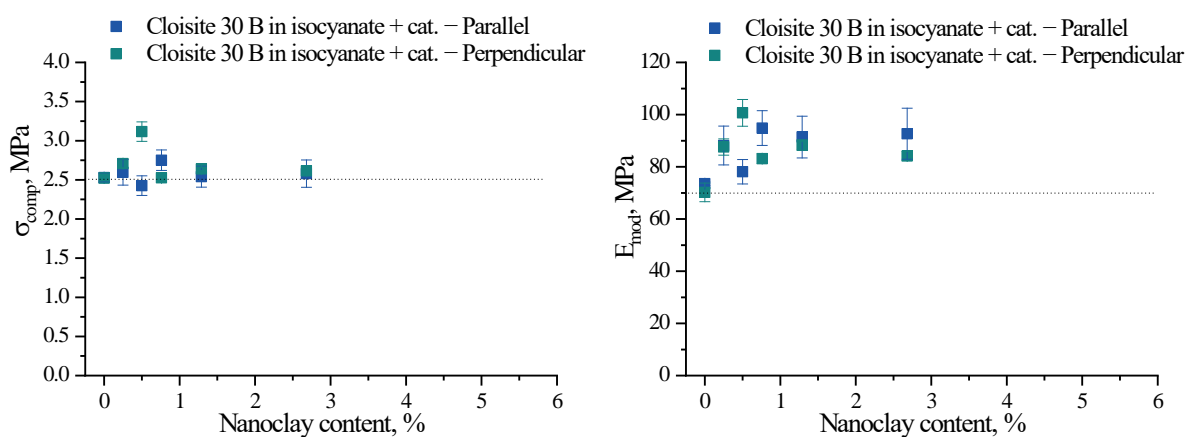 Cloisite 30 B in isocyanate + cat. − Parallel
Cloisite 30 B in isocyanate + cat. − Perpendicular
4.0
3.5
3.0
2.5
2.0
1.5
1.0
0.5
0.0
σcomp, MPa
0 1 2 3 4 5 6
Nanoclay content, %
Cloisite 30 B in isocyanate + cat. − Parallel
Cloisite 30 B in isocyanate + cat. − Perpendicular
120
100
80
60
40
20
0
Emod, MPa
0 1 2 3 4 5 6
Nanoclay content, %